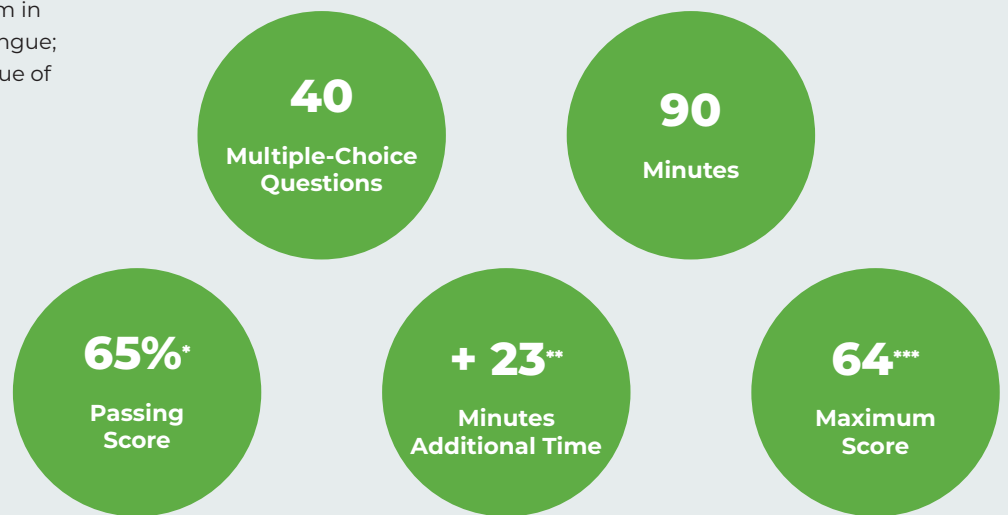 m in
ngue;
ue of
40
Multiple-Choice
Questions
90
Minutes
65%*
Passing
Score
+ 23**
Minutes
Additional Time
64***
Maximum
Score